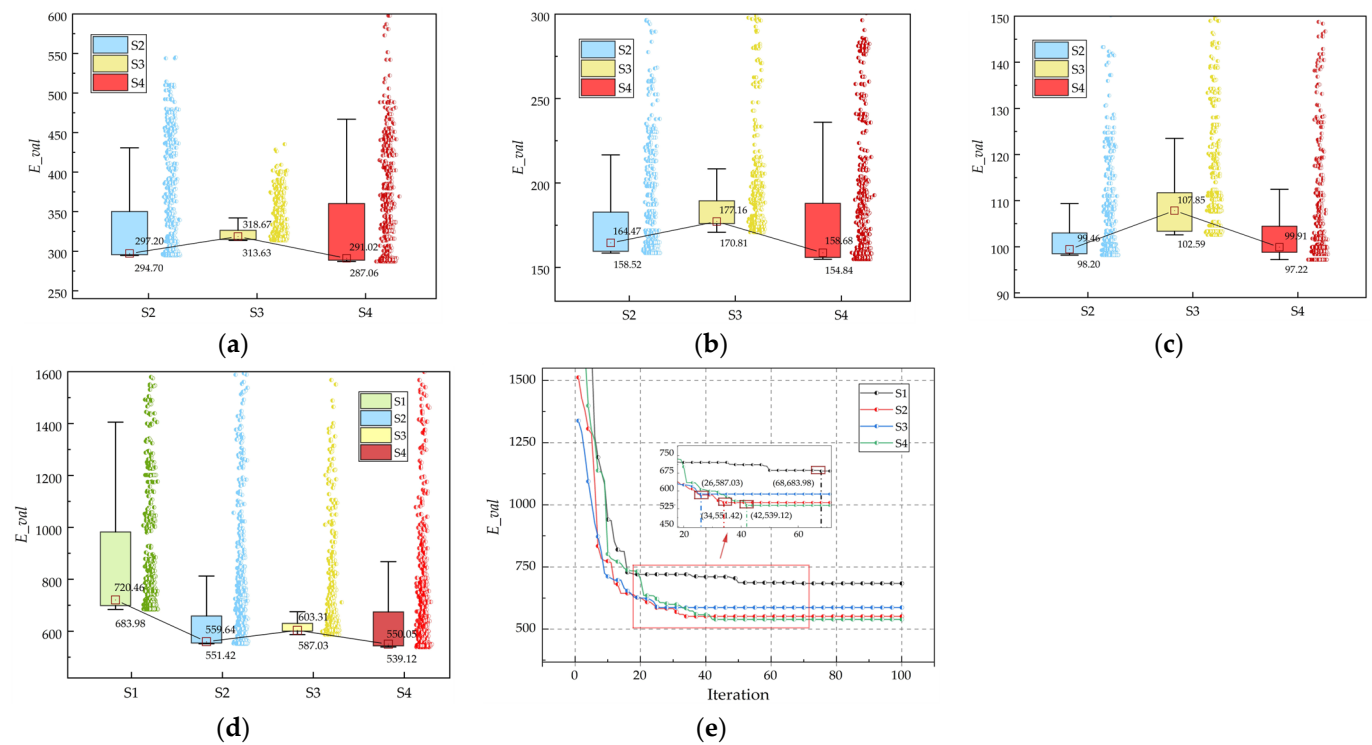 600
550
500
450
400
350
300
250
E_val
S2
S3
S4
297.20
294.70
318.67
313.63
291.02
287.06
S2
S3
S4
(a)
300
250
200
150
E_val
S2
S3
S4
164.47
158.52
177.16
170.81
158.68
154.84
S2
S3
S4
(b)
150
140
130
120
110
100
90
E_val
S2
S3
S4
99.46
98.20
107.85
102.59
99.91
97.22
S2
S3
S4
(c)
1600
1400
1200
1000
800
600
E_val
S1
S2
S3
S4
720.46
683.98
559.64
551.42
603.31
587.03
550.05
539.12
S1
S2
S3
S4
(d)
1500
1250
1000
750
500
E_val
S1
S2
S3
S4
750
675
600
525
450
(26,587.03)
(68,683.98)
(34,551.42)
(42,539.12)
20
40
60
0
20
40
60
80
100
Iteration
(e)